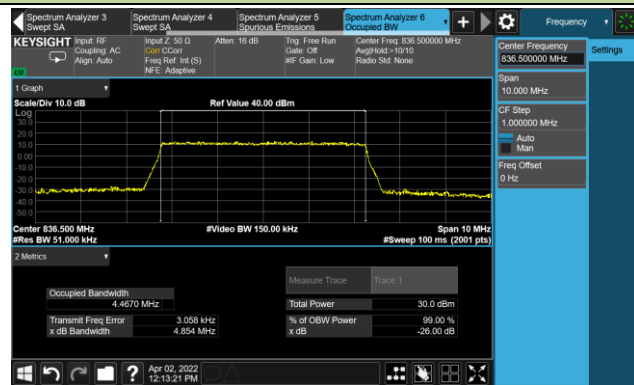 Spectrum Analyzer 3
Swept SA
Spectrum Analyzer 4
Swept SA
Spectrum Analyzer 5
Spurious Emissions
Spectrum Analyzer 6
Occupied BW
Frequency
KEYSIGHT
Input: RF
Coupling: AC
Align: Auto
Input Z: 50 Ω
Corr CCorr
Freq Ref: Int (S)
NFE: Adaptive
Atten: 16 dB
Trig: Free Run
Gate: Off
#IF Gain: Low
Center Freq: 836.500000 MHz
Avg|Hold:>10/10
Radio Std: None
Center Frequency
836.500000 MHz
Settings
Span
10.000 MHz
CF Step
1.000000 MHz
Auto
Man
Freq Offset
0 Hz
1 Graph
Scale/Div 10.0 dB
Ref Value 40.00 dBm
Log
30.0
20.0
10.0
0.00
-10.0
-20.0
-30.0
-40.0
-50.0
Center 836.500 MHz
#Video BW 150.00 kHz
Span 10 MHz
#Res BW 51.000 kHz
#Sweep 100 ms (2001 pts)
2 Metrics
Measure Trace
Trace 1
Occupied Bandwidth
4.4670 MHz
Total Power
30.0 dBm
Transmit Freq Error
3.058 kHz
% of OBW Power
99.00 %
x dB Bandwidth
4.854 MHz
x dB
-26.00 dB
Apr 02, 2022
12:13:21 PM